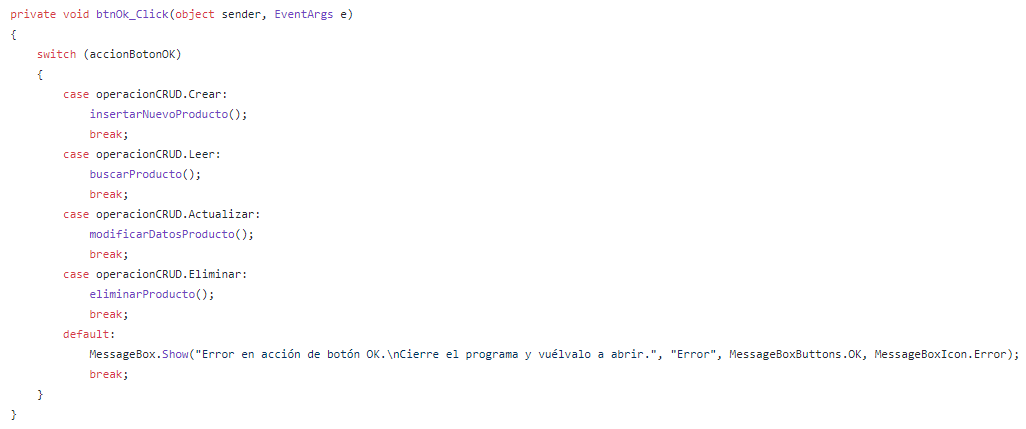 private void btnOk_Click(object sender, EventArgs e)
{
    switch (accionBotonOK)
    {
        case operacionCRUD.Crear:
            insertarNuevoProducto();
            break;
        case operacionCRUD.Leer:
            buscarProducto();
            break;
        case operacionCRUD.Actualizar:
            modificarDatosProducto();
            break;
        case operacionCRUD.Eliminar:
            eliminarProducto();
            break;
        default:
            MessageBox.Show("Error en acción de botón OK.\nCierre el programa y vuélvalo a abrir.", "Error", MessageBoxButtons.OK, MessageBoxIcon.Error);
            break;
    }
}